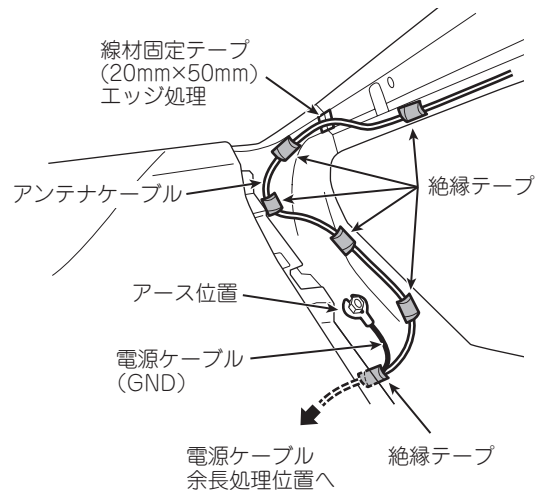 線材固定テープ
(20mm×50mm)
エッジ処理
アンテナケーブル
絶縁テープ
アース位置
電源ケーブル
(GND)
電源ケーブル
余長処理位置へ
絶縁テープ